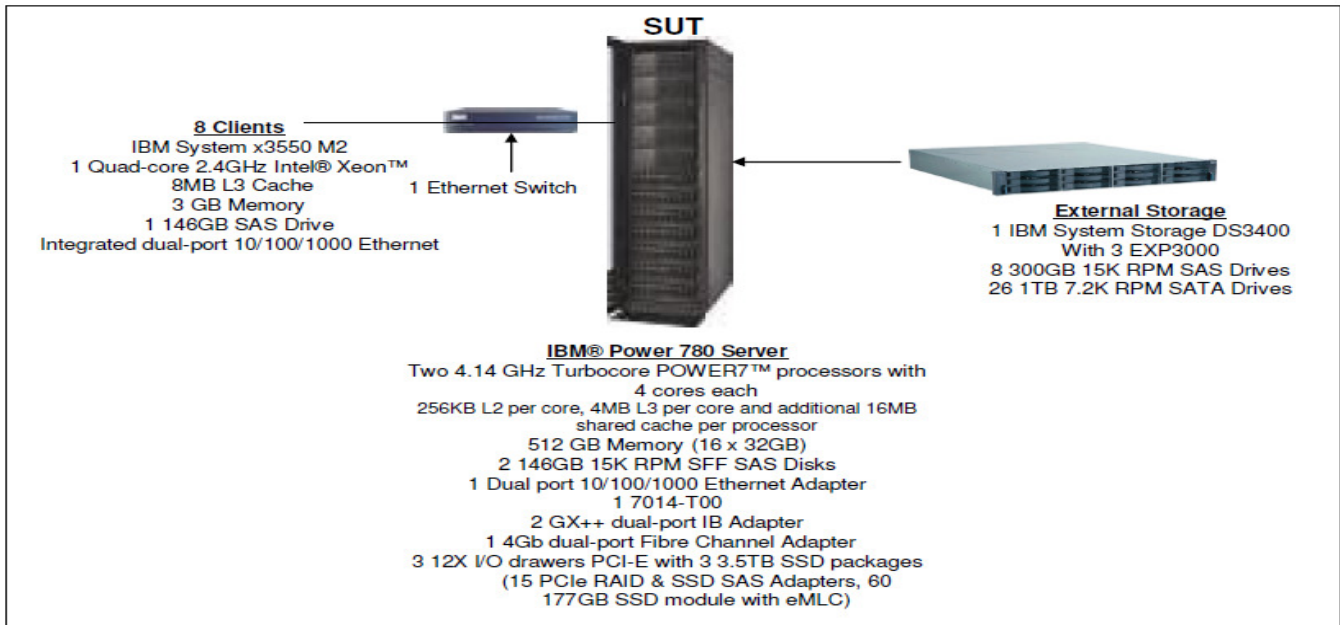 SUT
8 Clients
IBM System x3550 M2
1 Quad-core 2.4GHz Intel® Xeon™
8MB L3 Cache
3 GB Memory
1 146GB SAS Drive
Integrated dual-port 10/100/1000 Ethernet
1 Ethernet Switch
External Storage
1 IBM System Storage DS3400
With 3 EXP3000
8 300GB 15K RPM SAS Drives
26 1TB 7.2K RPM SATA Drives
IBM® Power 780 Server
Two 4.14 GHz Turbocore POWER7™ processors with
4 cores each
256KB L2 per core, 4MB L3 per core and additional 16MB
shared cache per processor
512 GB Memory (16 x 32GB)
2 146GB 15K RPM SFF SAS Disks
1 Dual port 10/100/1000 Ethernet Adapter
1 7014-T00
2 GX++ dual-port IB Adapter
1 4Gb dual-port Fibre Channel Adapter
3 12X I/O drawers PCI-E with 3 3.5TB SSD packages
(15 PCIe RAID & SSD SAS Adapters, 60
177GB SSD module with eMLC)